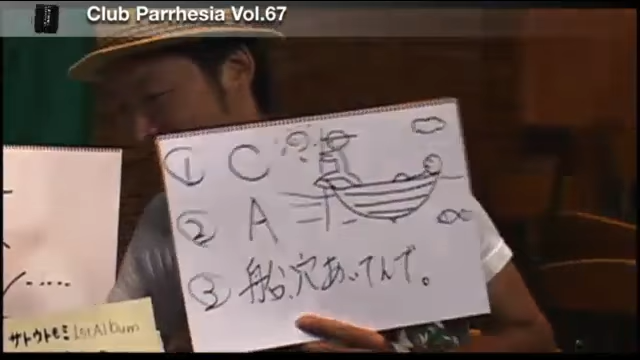 Club Parrhesia Vol.67
① C
② A
③ 船、穴あいてんで。
サトウトモミ 1st Album